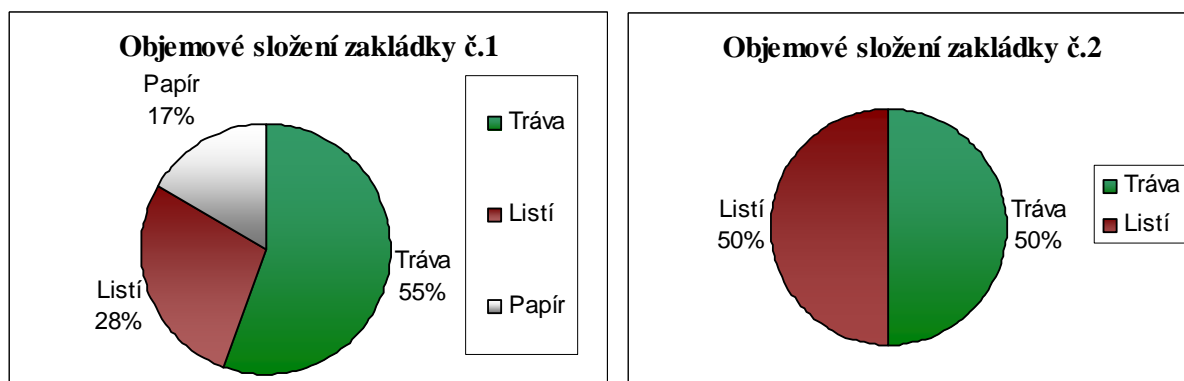 Objemové složení zakládky č.1
Papír
17%
Listí
28%
Tráva
55%
Tráva
Listí
Papír
Objemové složení zakládky č.2
Listí
50%
Tráva
50%
Tráva
Listí